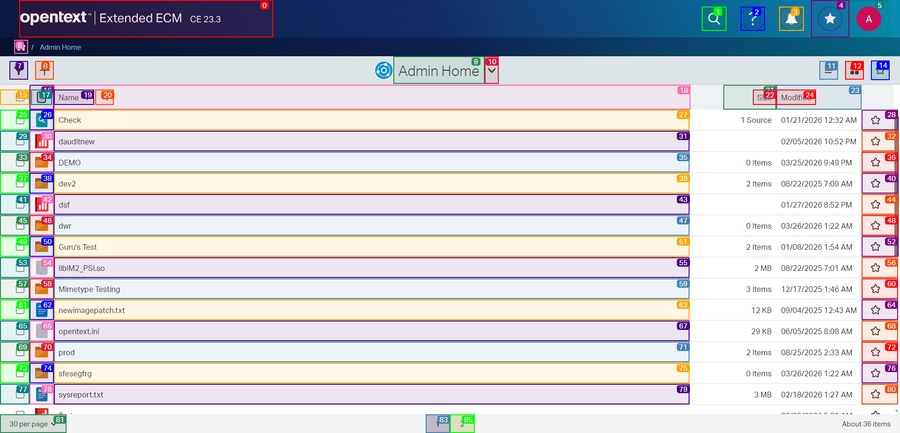 opentext™ | Extended ECM CE 23.3
A
/ Admin Home
Admin Home
Name
Size Modified
Check 1 Source 01/21/2026 12:32 AM
dauditnew 02/05/2026 10:52 PM
DEMO 0 Items 03/25/2026 9:49 PM
dev2 2 Items 08/22/2025 7:09 AM
dsf 01/27/2026 8:52 PM
dwr 0 Items 03/26/2026 1:22 AM
Guru's Test 2 Items 01/08/2026 1:54 AM
libIM2_PSI.so 2 MB 08/22/2025 7:01 AM
Mimetype Testing 3 Items 12/17/2025 1:46 AM
newimagepatch.txt 12 KB 09/04/2025 12:43 AM
opentext.ini 29 KB 06/05/2025 8:08 AM
prod 2 Items 08/25/2025 2:33 AM
sfesegfrg 0 Items 03/26/2026 1:22 AM
sysreport.txt 3 MB 02/18/2026 1:27 AM
30 per page 1 2 About 36 items